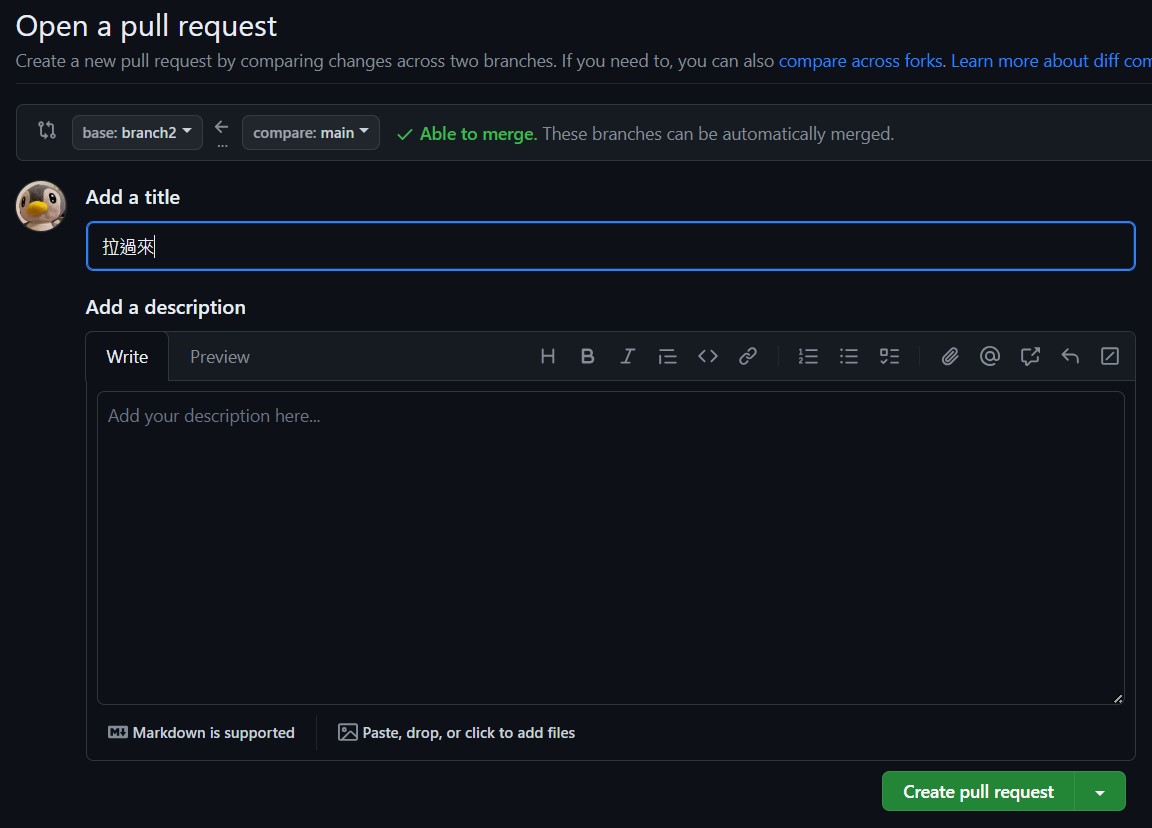 Open a pull request
Create a new pull request by comparing changes across two branches. If you need to, you can also compare across forks. Learn more about diff com
base: branch2 ... compare: main Able to merge. These branches can be automatically merged.
Add a title
拉過來
Add a description
Write Preview
Add your description here...
Markdown is supported Paste, drop, or click to add files
Create pull request